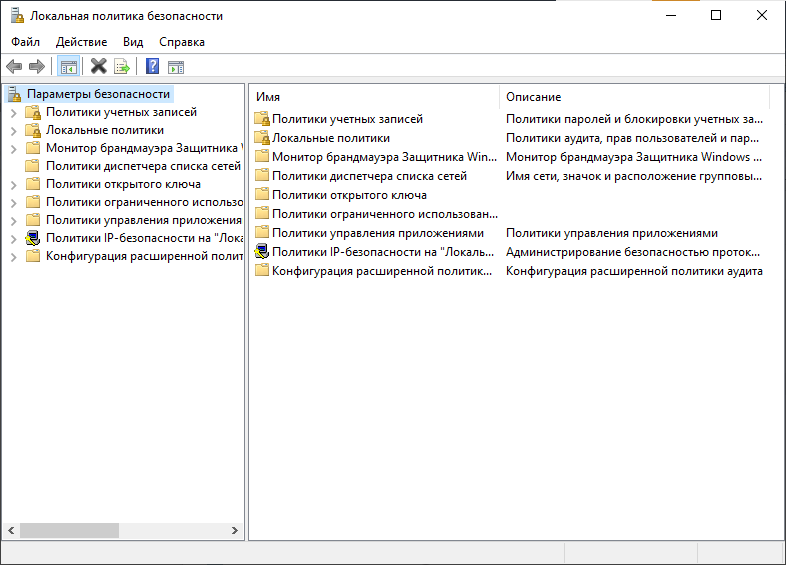 Локальная политика безопасности
Файл Действие Вид Справка
Параметры безопасности
Политики учетных записей
Локальные политики
Монитор брандмауэра Защитника
Политики диспетчера списка сетей
Политики открытого ключа
Политики ограниченного использо
Политики управления приложения
Политики IP-безопасности на "Лока
Конфигурация расширенной полит
Имя Описание
Политики учетных записей Политики паролей и блокировки учетных за...
Локальные политики Политики аудита, прав пользователей и пар...
Монитор брандмауэра Защитника Win... Монитор брандмауэра Защитника Windows ...
Политики диспетчера списка сетей Имя сети, значок и расположение групповы...
Политики открытого ключа
Политики ограниченного использован...
Политики управления приложениями Политики управления приложениями
Политики IP-безопасности на "Локаль... Администрирование безопасностью проток...
Конфигурация расширенной политик... Конфигурация расширенной политики аудита